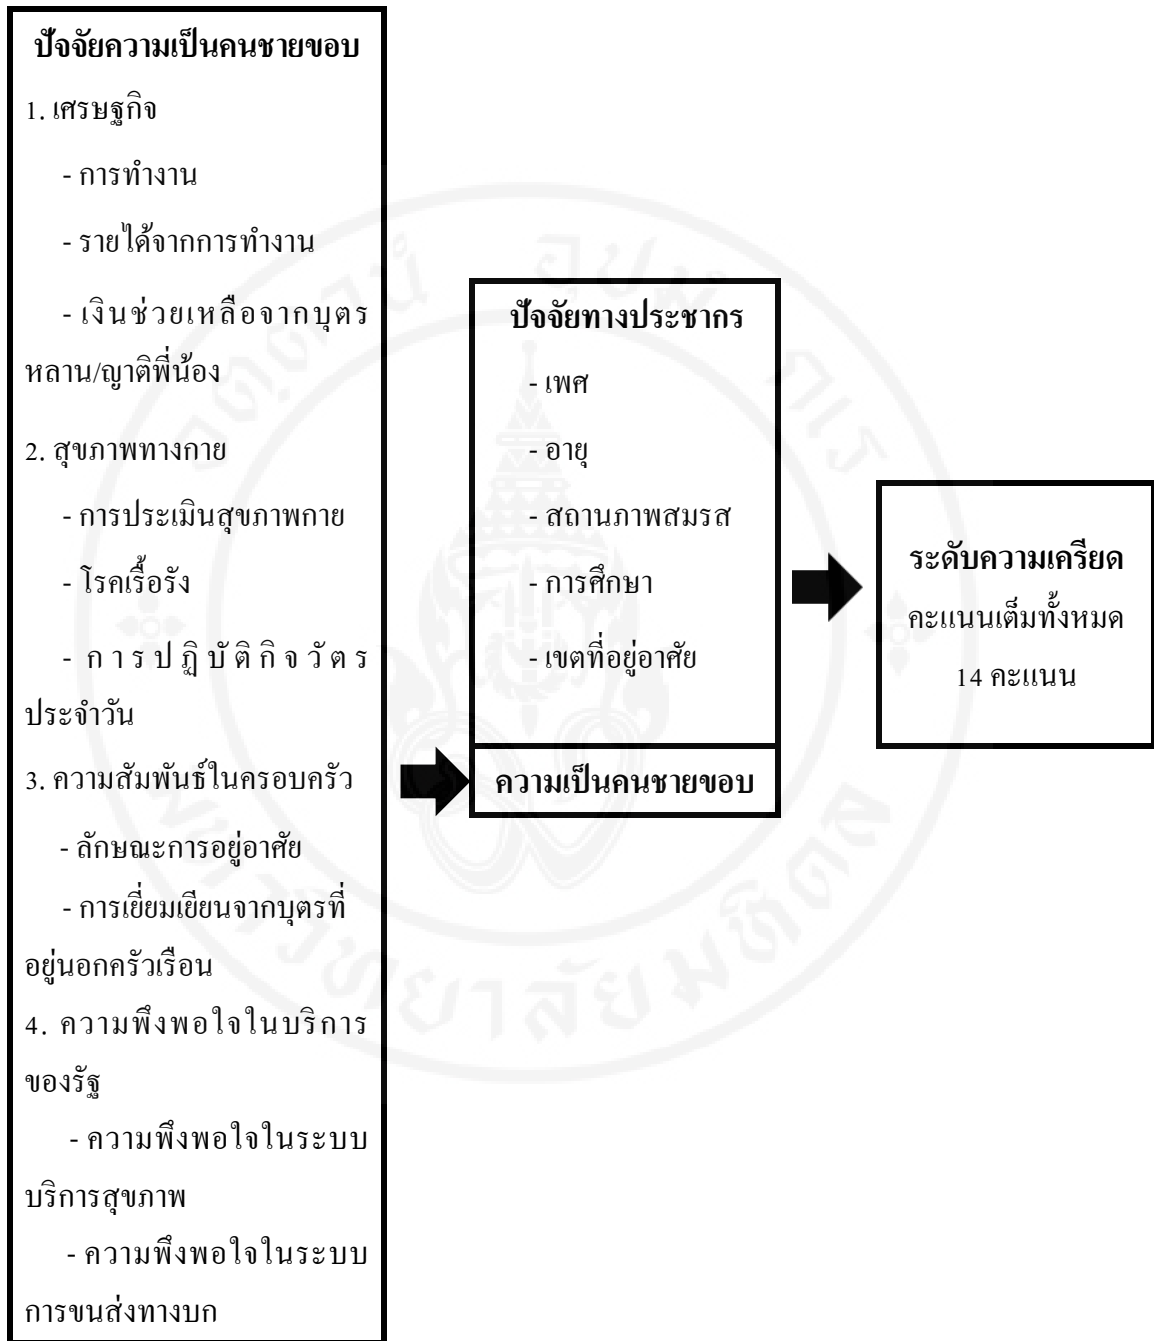 ปัจจัยความเป็นคนชายขอบ
1. เศรษฐกิจ
- การทำงาน
- รายได้จากการทำงาน
- เงินช่วยเหลือจากบุตร
หลาน/ญาติพี่น้อง
2. สุขภาพทางกาย
- การประเมินสุขภาพกาย
- โรคเรื้อรัง
- การปฏิบัติกิจวัตร
ประจำวัน
3. ความสัมพันธ์ในครอบครัว
- ลักษณะการอยู่อาศัย
- การเยี่ยมเยียนจากบุตรที่
อยู่นอกครัวเรือน
4. ความพึงพอใจในบริการ
ของรัฐ
- ความพึงพอใจในระบบ
บริการสุขภาพ
- ความพึงพอใจในระบบ
การขนส่งทางบก
ปัจจัยทางประชากร
- เพศ
- อายุ
- สถานภาพสมรส
- การศึกษา
- เขตที่อยู่อาศัย
ความเป็นคนชายขอบ
ระดับความเครียด
คะแนนเต็มทั้งหมด
14 คะแนน
มหาวิทยาลัยมหิดล